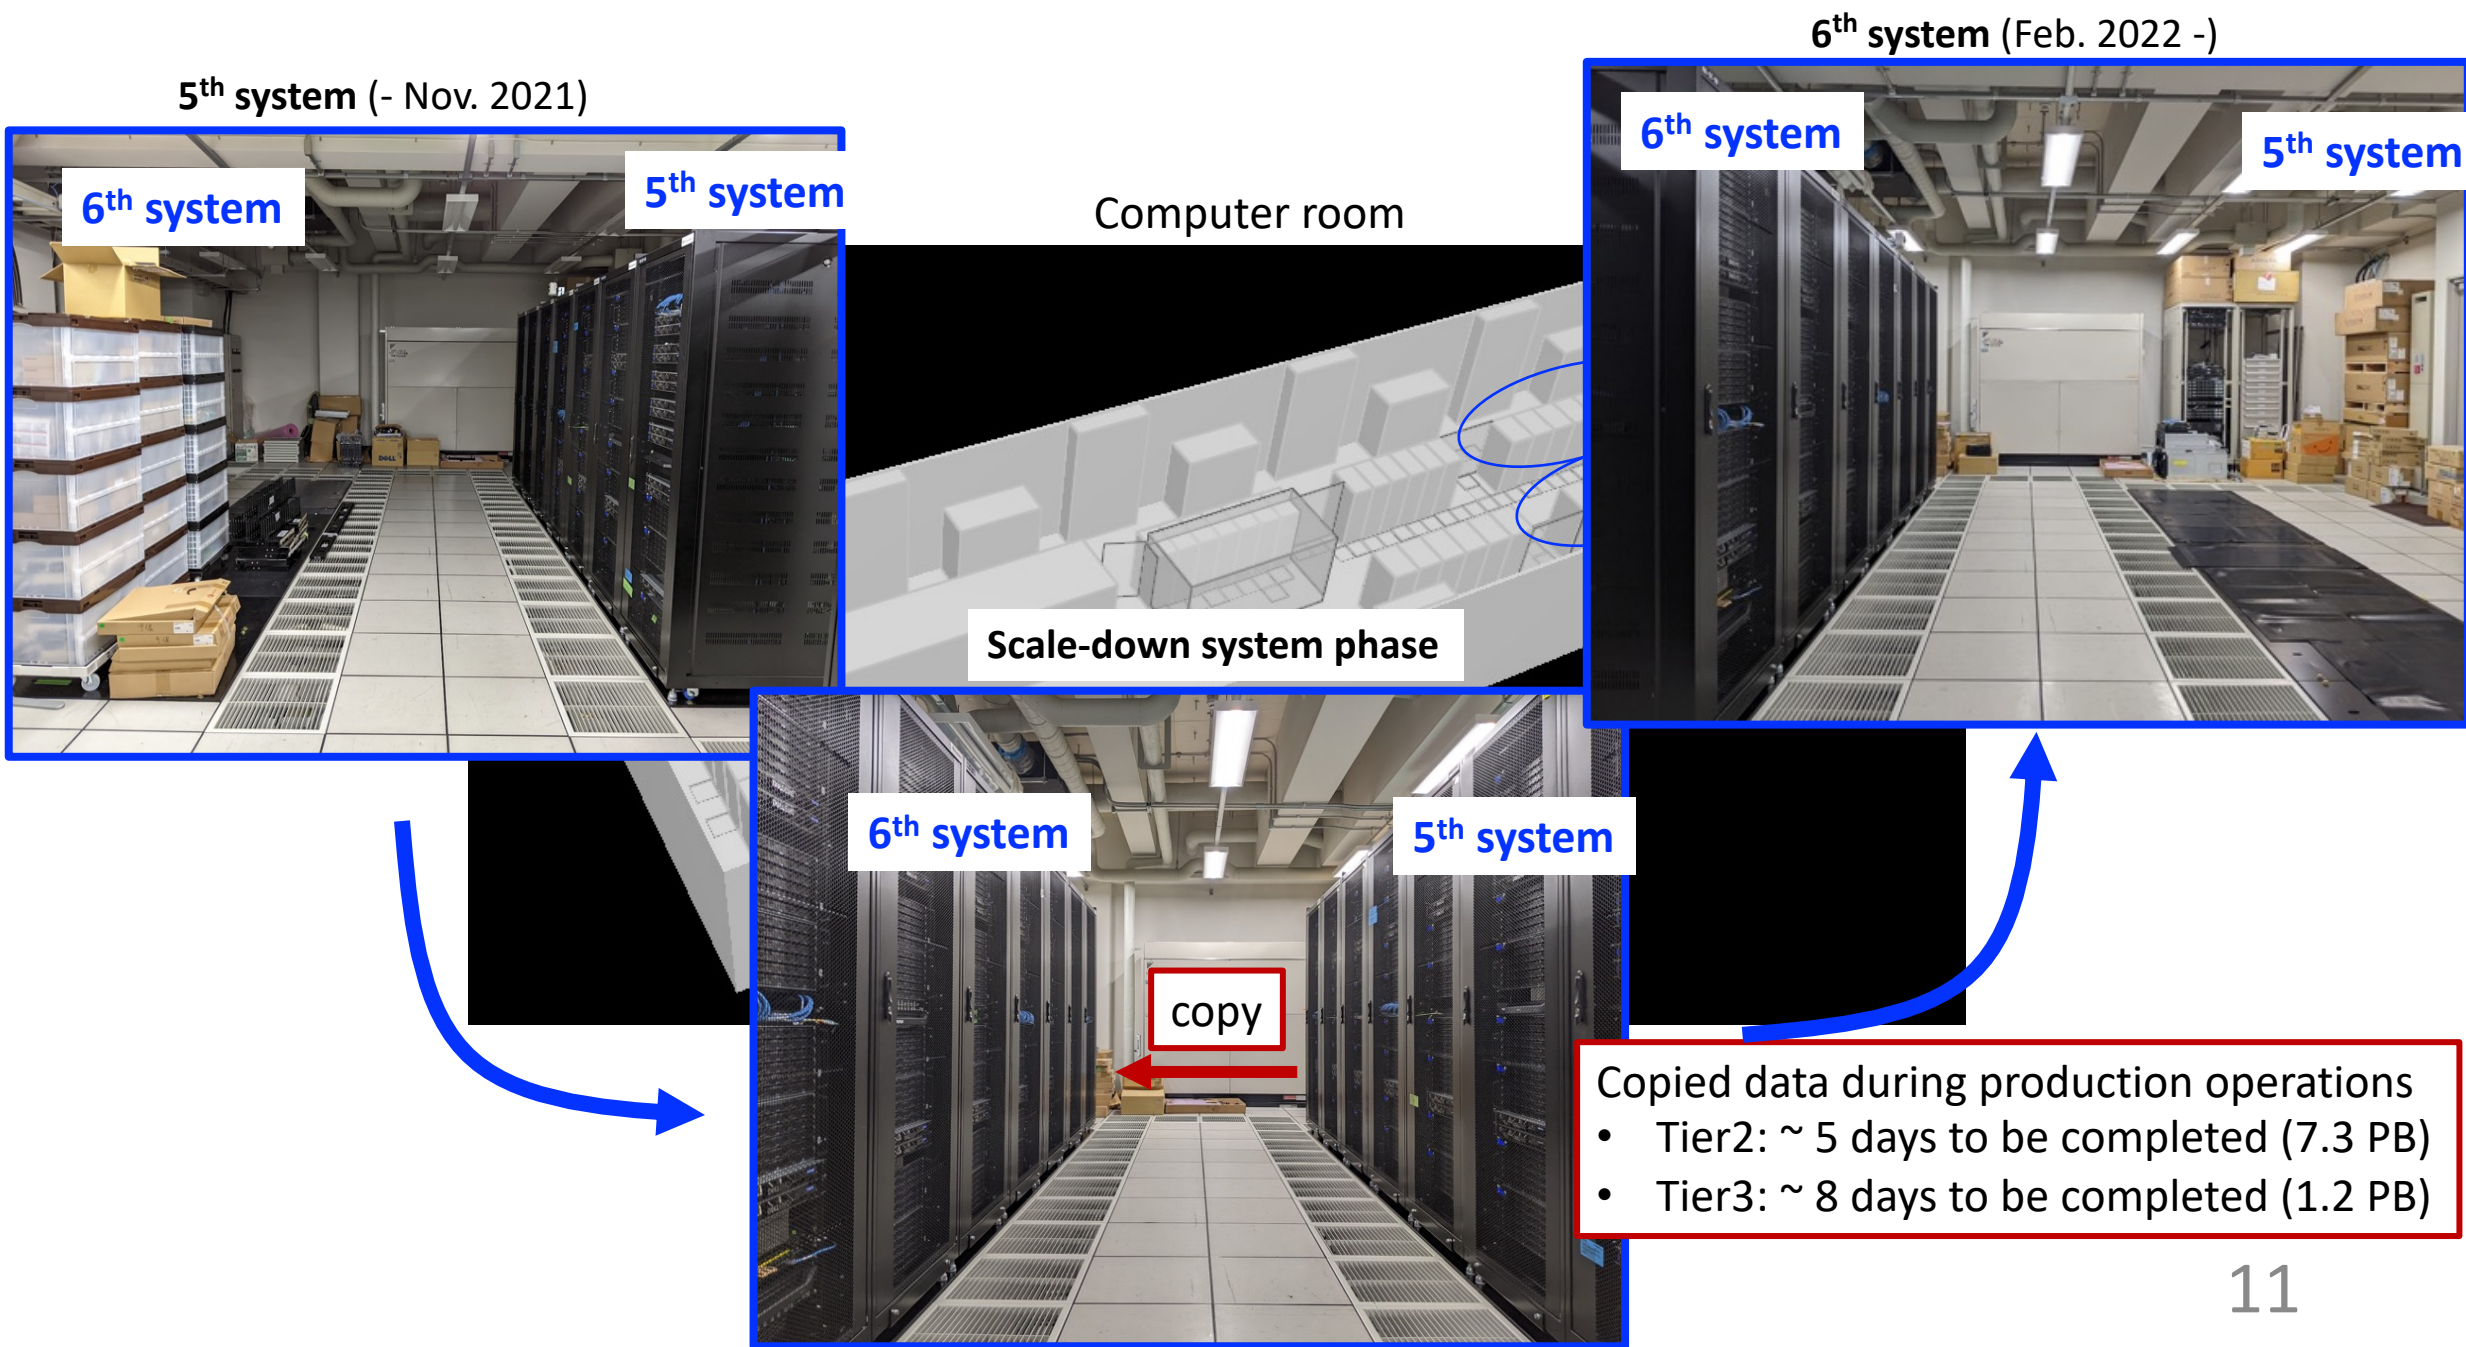 6th system (Feb. 2022 -)
5th system (- Nov. 2021)
6th system
5th system
6th system
5th system
Computer room
DELL
Scale-down system phase
6th system
5th system
copy
Copied data during production operations
• Tier2: ~ 5 days to be completed (7.3 PB)
• Tier3: ~ 8 days to be completed (1.2 PB)
11